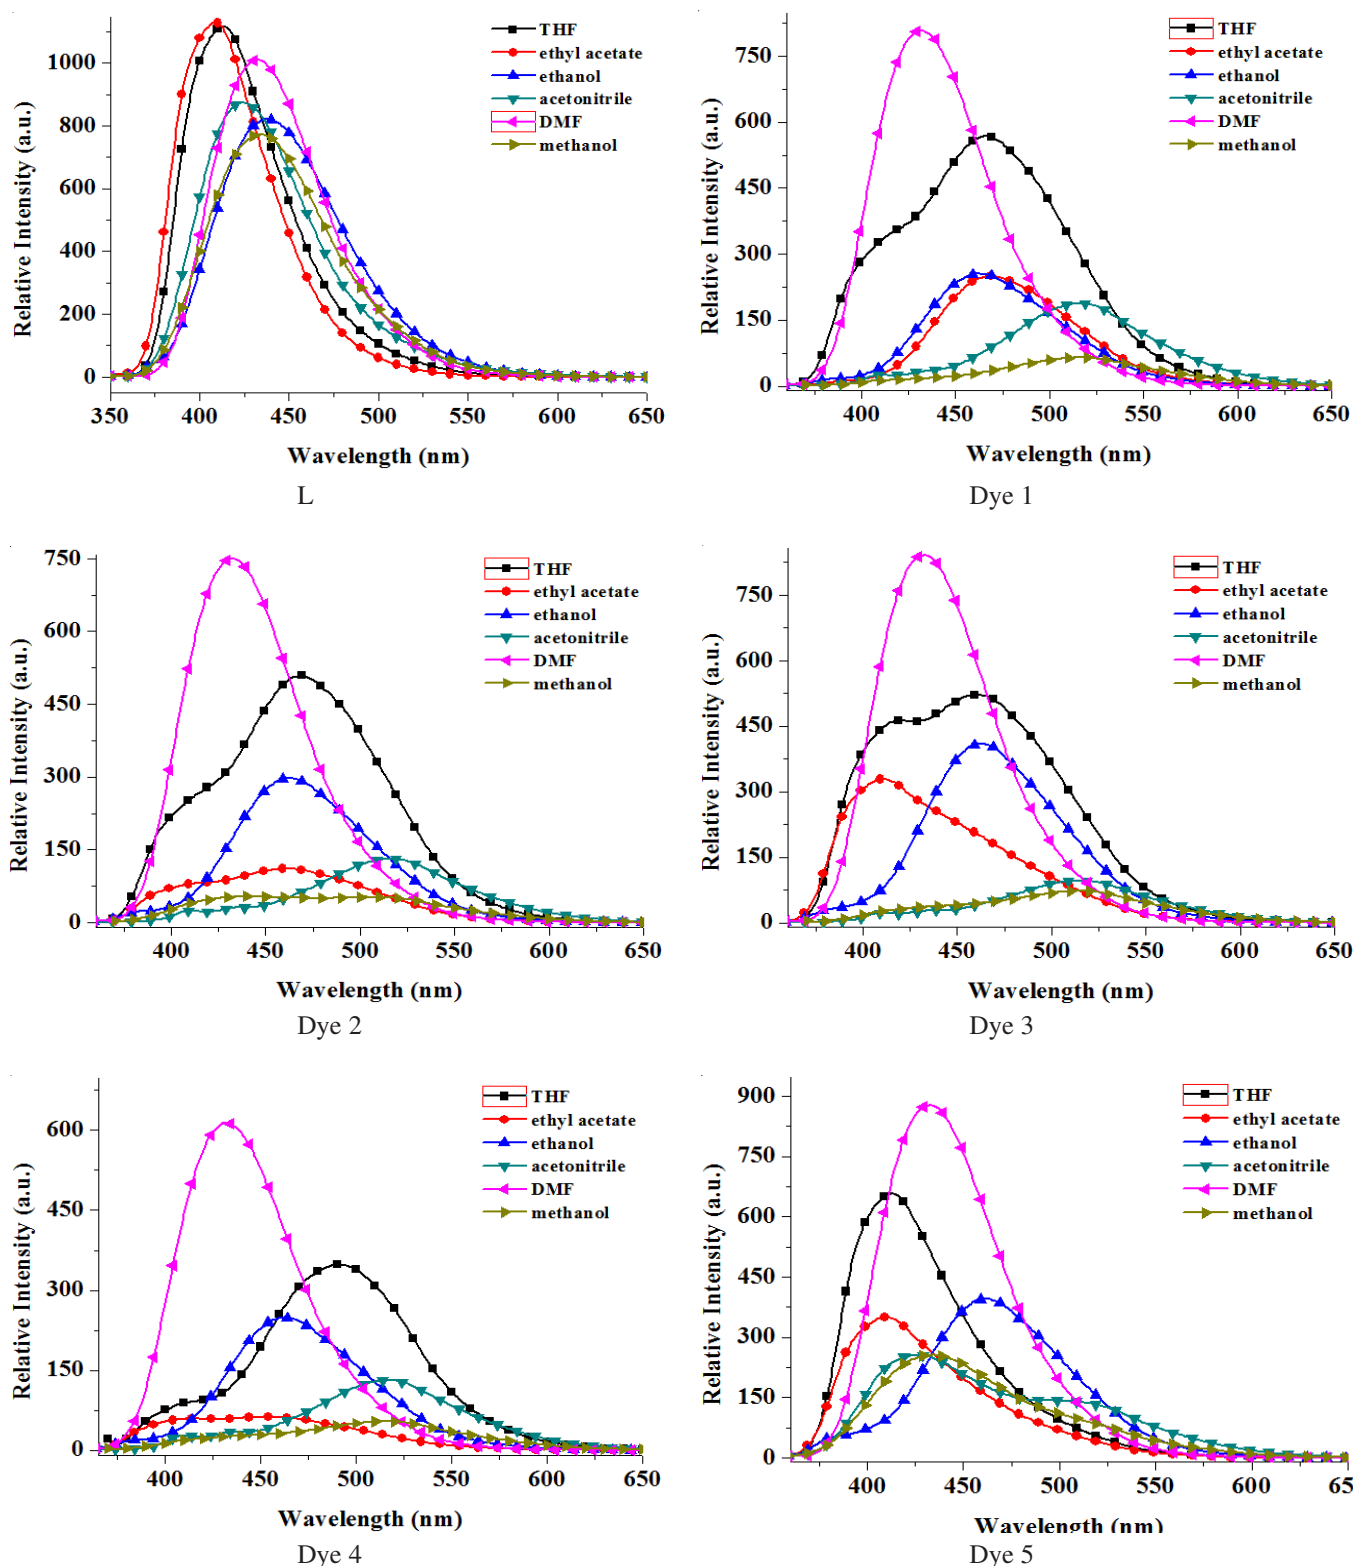 THF
ethyl acetate
ethanol
acetonitrile
DMF
methanol
1000
800
600
400
200
0
350 400 450 500 550 600 650
Relative Intensity (a.u.)
Wavelength (nm)
L
THF
ethyl acetate
ethanol
acetonitrile
DMF
methanol
750
600
450
300
150
0
400 450 500 550 600 650
Relative Intensity (a.u.)
Wavelength (nm)
Dye 1
THF
ethyl acetate
ethanol
acetonitrile
DMF
methanol
750
600
450
300
150
0
400 450 500 550 600 650
Relative Intensity (a.u.)
Wavelength (nm)
Dye 2
THF
ethyl acetate
ethanol
acetonitrile
DMF
methanol
750
600
450
300
150
0
400 450 500 550 600 650
Relative Intensity (a.u.)
Wavelength (nm)
Dye 3
THF
ethyl acetate
ethanol
acetonitrile
DMF
methanol
600
450
300
150
0
400 450 500 550 600 650
Relative Intensity (a.u.)
Wavelength (nm)
Dye 4
THF
ethyl acetate
ethanol
acetonitrile
DMF
methanol
900
750
600
450
300
150
0
400 450 500 550 600 65
Relative Intensity (a.u.)
Wavelength (nm)
Dye 5